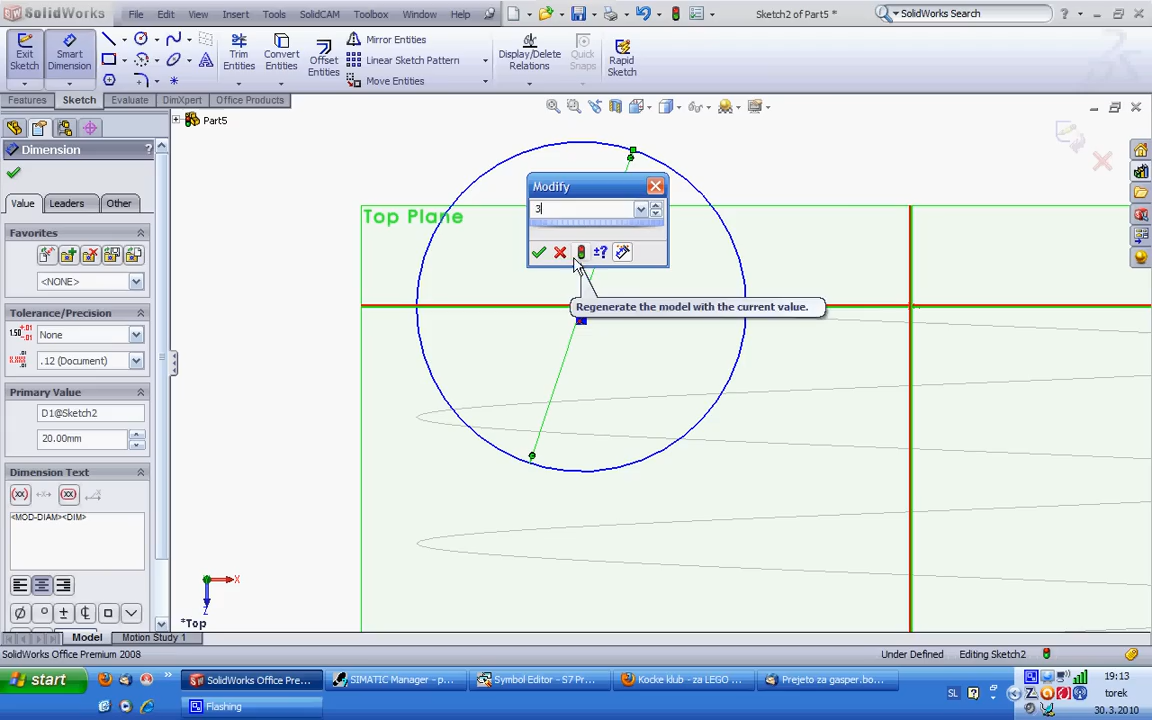 SolidWorks
File Edit View Insert Tools SolidCAM Toolbox Window Help
Sketch2 of Part5 *
SolidWorks Search
Exit Sketch
Smart Dimension
Trim Entities
Convert Entities
Offset Entities
Mirror Entities
Linear Sketch Pattern
Move Entities
Display/Delete Relations
Quick Snaps
Rapid Sketch
Features Sketch Evaluate DimXpert Office Products
Part5
Dimension ?
Value Leaders Other
Favorites
<NONE>
Tolerance/Precision
None
.12 (Document)
Primary Value
D1@Sketch2
20.00mm
Dimension Text
<MOD-DIAM><DIM>
Top Plane
Modify
3
Regenerate the model with the current value.
X
Z
*Top
Model Motion Study 1
SolidWorks Office Premium 2008
Under Defined Editing Sketch2
start
SolidWorks Office Pre...
SIMATIC Manager - p...
Symbol Editor - S7 Pr...
Kocke klub - za LEGO ...
Prejeto za gasper.bo...
Flashing
SL
19:13
torek
30.3.2010